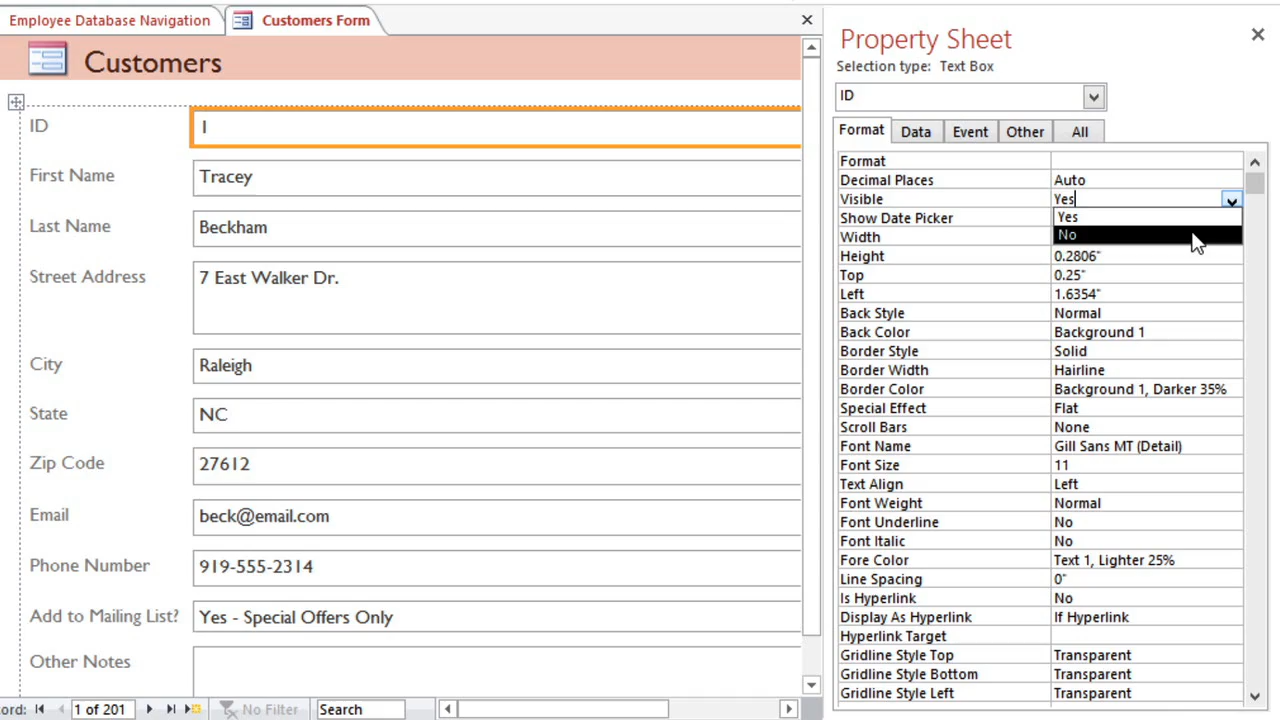 Employee Database Navigation
Customers Form
Customers
ID
1
First Name
Tracey
Last Name
Beckham
Street Address
7 East Walker Dr.
City
Raleigh
State
NC
Zip Code
27612
Email
beck@email.com
Phone Number
919-555-2314
Add to Mailing List?
Yes - Special Offers Only
Other Notes
ord:
1 of 201
No Filter
Search
Property Sheet
Selection type: Text Box
ID
Format Data Event Other All
Format
Decimal Places Auto
Visible Yes
Yes
Show Date Picker
No
Width
Height 0.2806"
Top 0.25"
Left 1.6354"
Back Style Normal
Back Color Background 1
Border Style Solid
Border Width Hairline
Border Color Background 1, Darker 35%
Special Effect Flat
Scroll Bars None
Font Name Gill Sans MT (Detail)
Font Size 11
Text Align Left
Font Weight Normal
Font Underline No
Font Italic No
Fore Color Text 1, Lighter 25%
Line Spacing 0"
Is Hyperlink No
Display As Hyperlink If Hyperlink
Hyperlink Target
Gridline Style Top Transparent
Gridline Style Bottom Transparent
Gridline Style Left Transparent